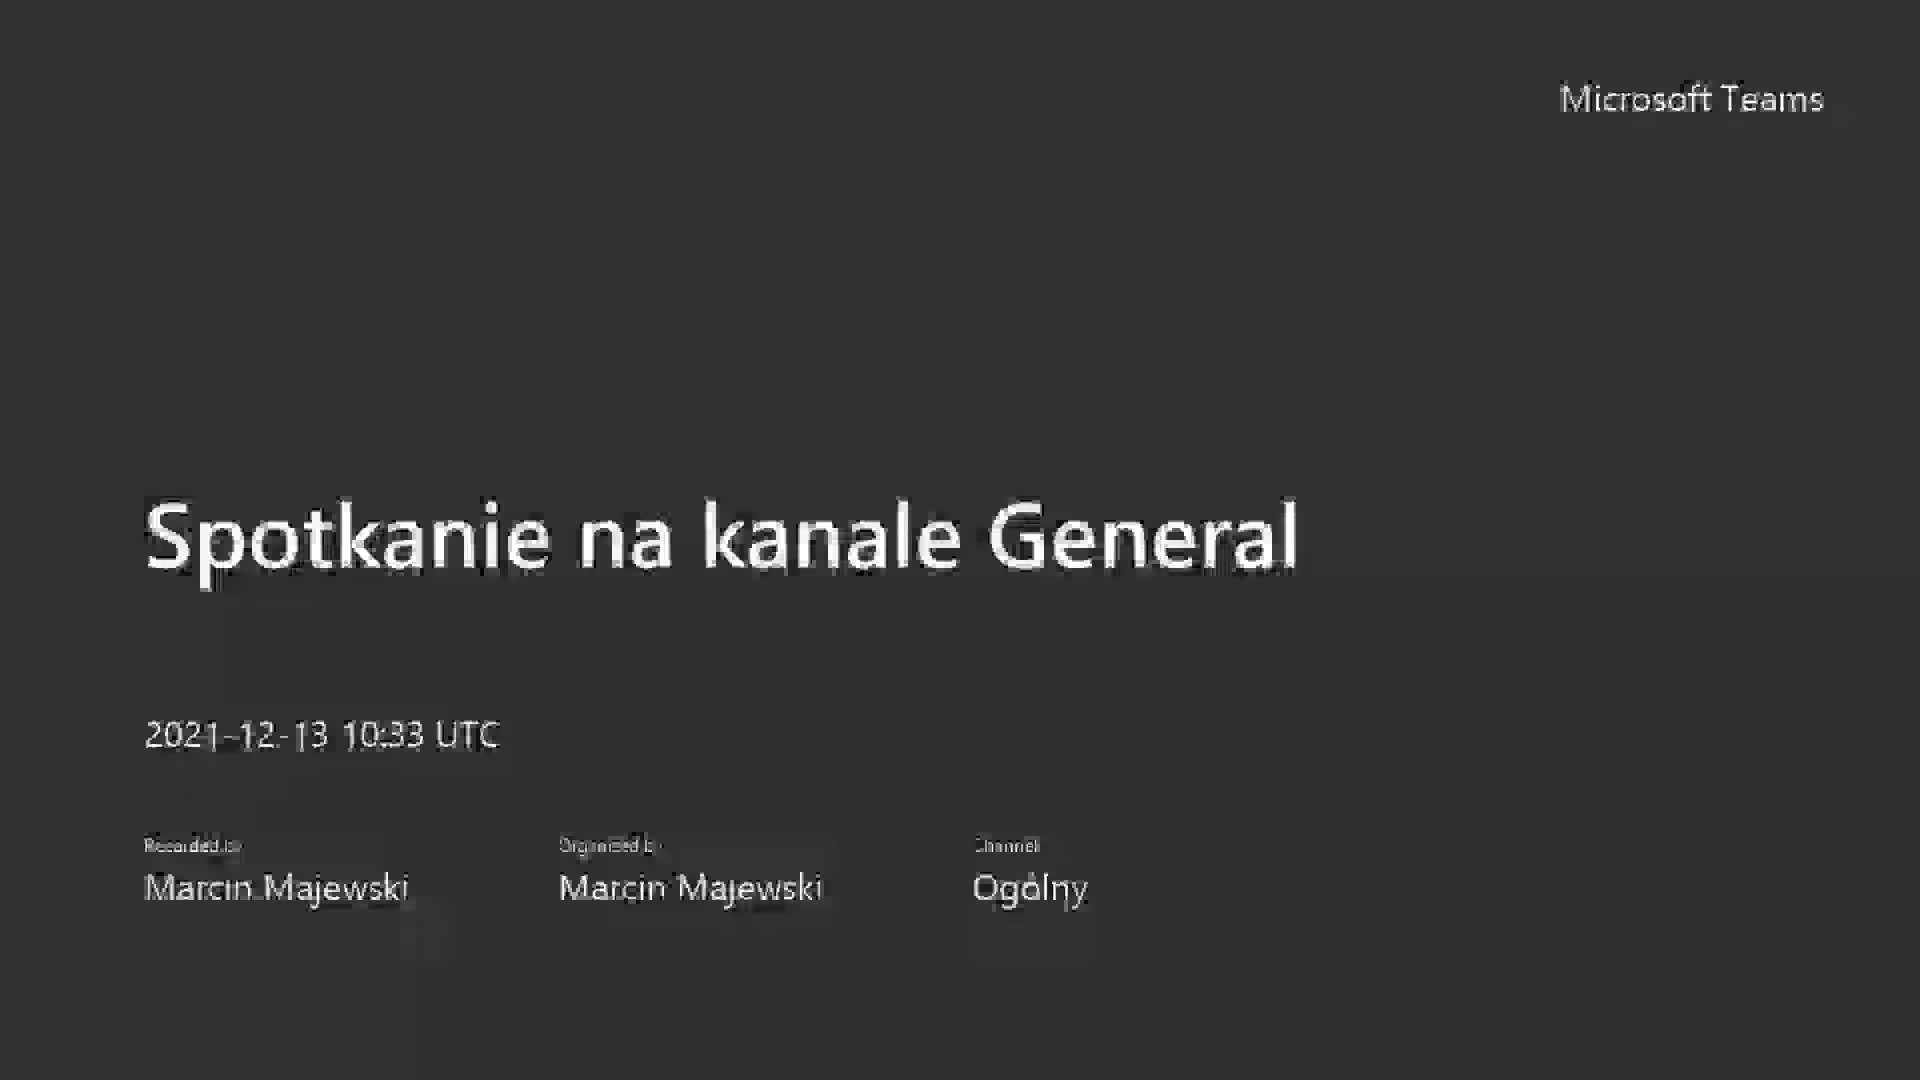 Microsoft Teams
Spotkanie na kanale General
2021-12-13 10:33 UTC
Recorded by
Organized by
Channel
Marcin Majewski
Marcin Majewski
Ogólny